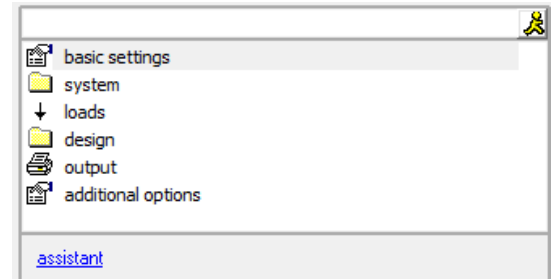 basic settings
system
loads
design
output
additional options
assistant